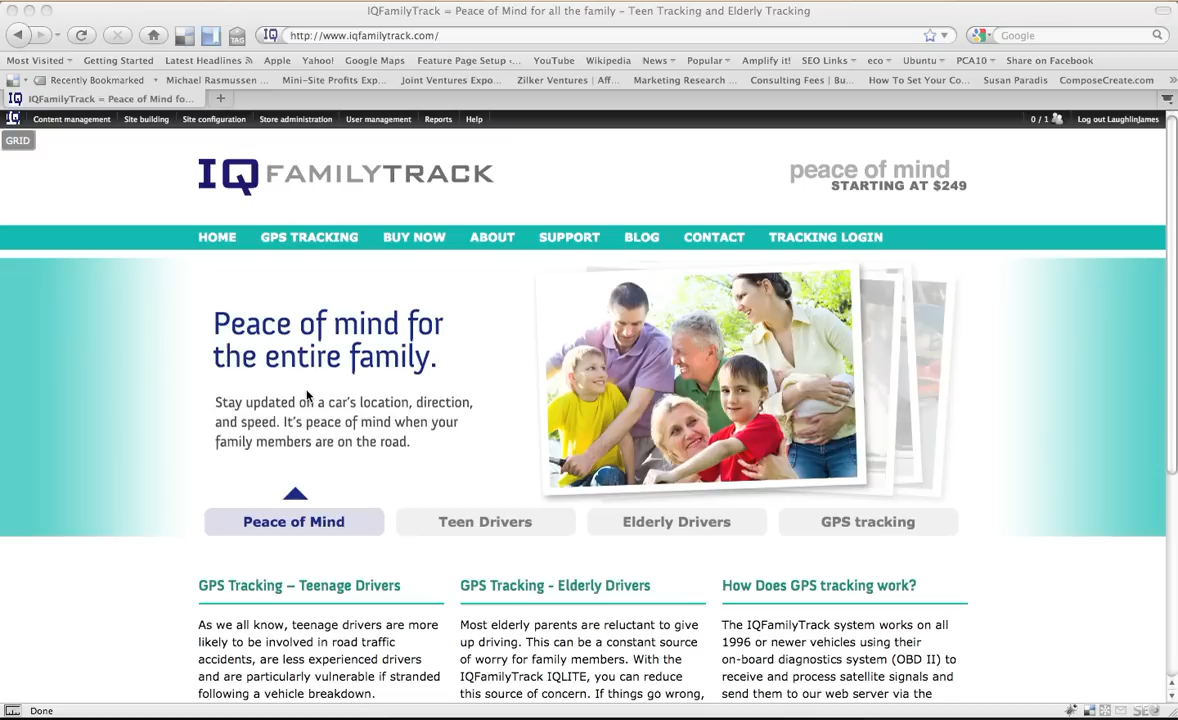 IQFamilyTrack = Peace of Mind for all the family - Teen Tracking and Elderly Tracking
TAG
IQ http://www.iqfamilytrack.com/
Google
Most Visited Getting Started Latest Headlines Apple Yahoo! Google Maps Feature Page Setup -... YouTube Wikipedia News Popular Amplify it! SEO Links eco Ubuntu PCA10 Share on Facebook
Recently Bookmarked Michael Rasmussen ... Mini-Site Profits Exp... Joint Ventures Expo... Zilker Ventures | Aff... Marketing Research ... Consulting Fees | Bu... How To Set Your Co... Susan Paradis ComposeCreate.com
IQ IQFamilyTrack = Peace of Mind fo...
IQ Content management Site building Site configuration Store administration User management Reports Help 0 / 1 Log out LaughlinJames
GRID
IQ FAMILYTRACK
peace of mind
STARTING AT $249
HOME GPS TRACKING BUY NOW ABOUT SUPPORT BLOG CONTACT TRACKING LOGIN
Peace of mind for
the entire family.
Stay updated on a car's location, direction,
and speed. It's peace of mind when your
family members are on the road.
Peace of Mind Teen Drivers Elderly Drivers GPS tracking
GPS Tracking – Teenage Drivers
As we all know, teenage drivers are more
likely to be involved in road traffic
accidents, are less experienced drivers
and are particularly vulnerable if stranded
following a vehicle breakdown.
GPS Tracking - Elderly Drivers
Most elderly parents are reluctant to give
up driving. This can be a constant source
of worry for family members. With the
IQFamilyTrack IQLITE, you can reduce
this source of concern. If things go wrong,
How Does GPS tracking work?
The IQFamilyTrack system works on all
1996 or newer vehicles using their
on-board diagnostics system (OBD II) to
receive and process satellite signals and
send them to our web server via the
Done